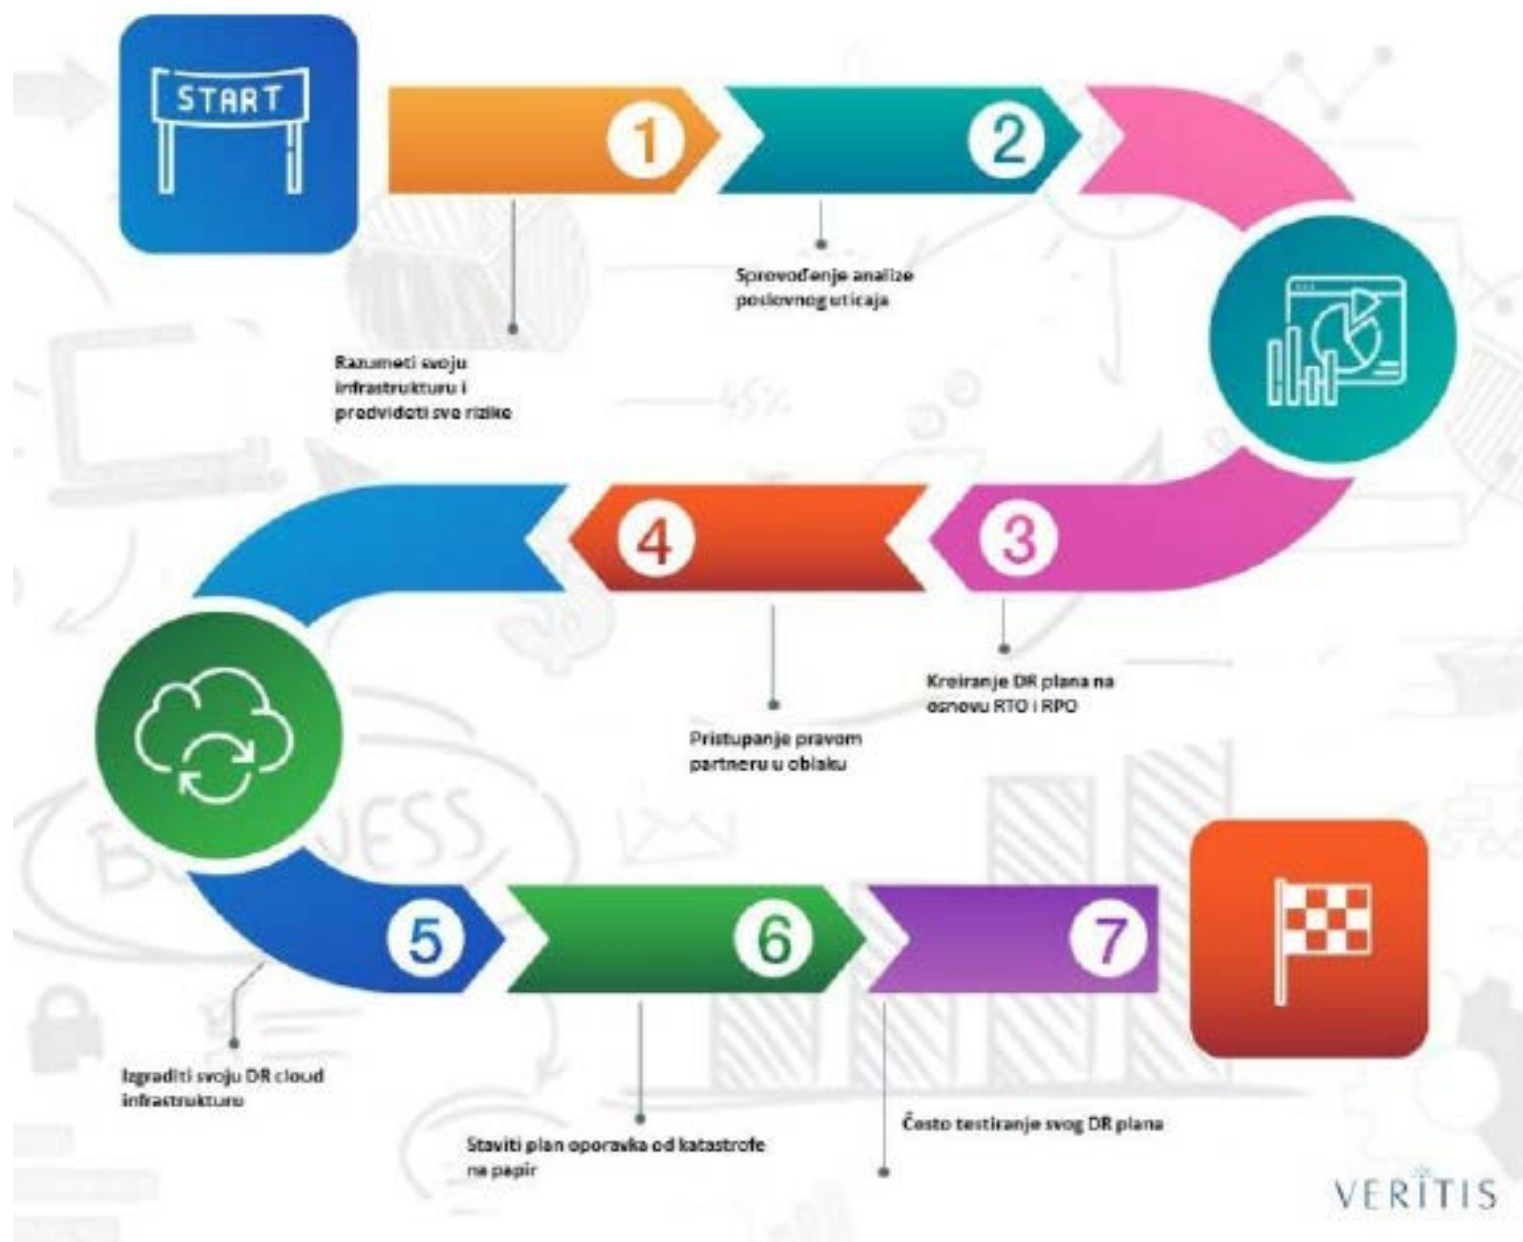 START
1
2
Sprovođenje analize
poslovnog uticaja
Razumeti svoju
infrastrukturu i
predvideti sve rizike
45%
4
3
Kreiranje DR plana na
osnovu RTO i RPO
Pristupanje pravom
partneru u oblaku
5
6
7
Izgraditi svoju DR cloud
infrastrukturu
Staviti plan oporavka od katastrofe
na papir
Često testiranje svog DR plana
VERITIS